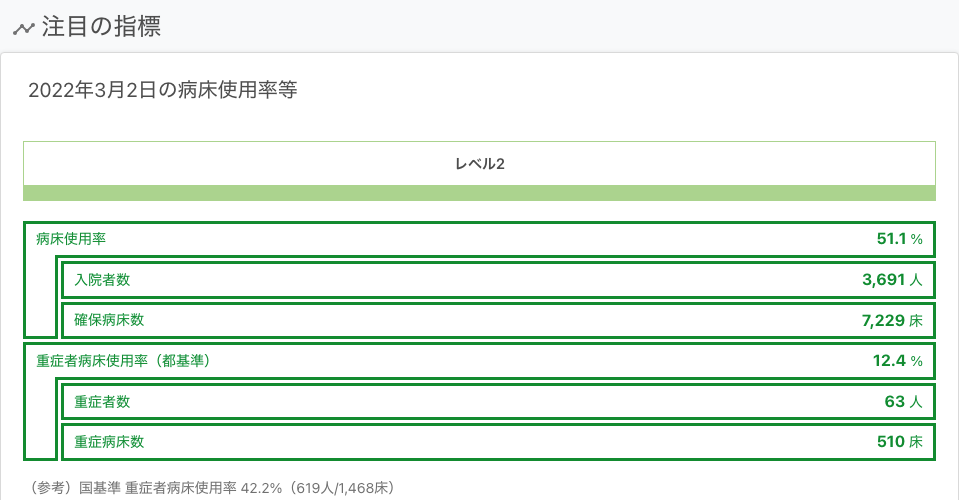 注目の指標
2022年3月2日の病床使用率等
レベル2
病床使用率 51.1 %
入院者数 3,691 人
確保病床数 7,229 床
重症者病床使用率（都基準） 12.4 %
重症者数 63 人
重症病床数 510 床
（参考）国基準 重症者病床使用率 42.2%（619人/1,468床）